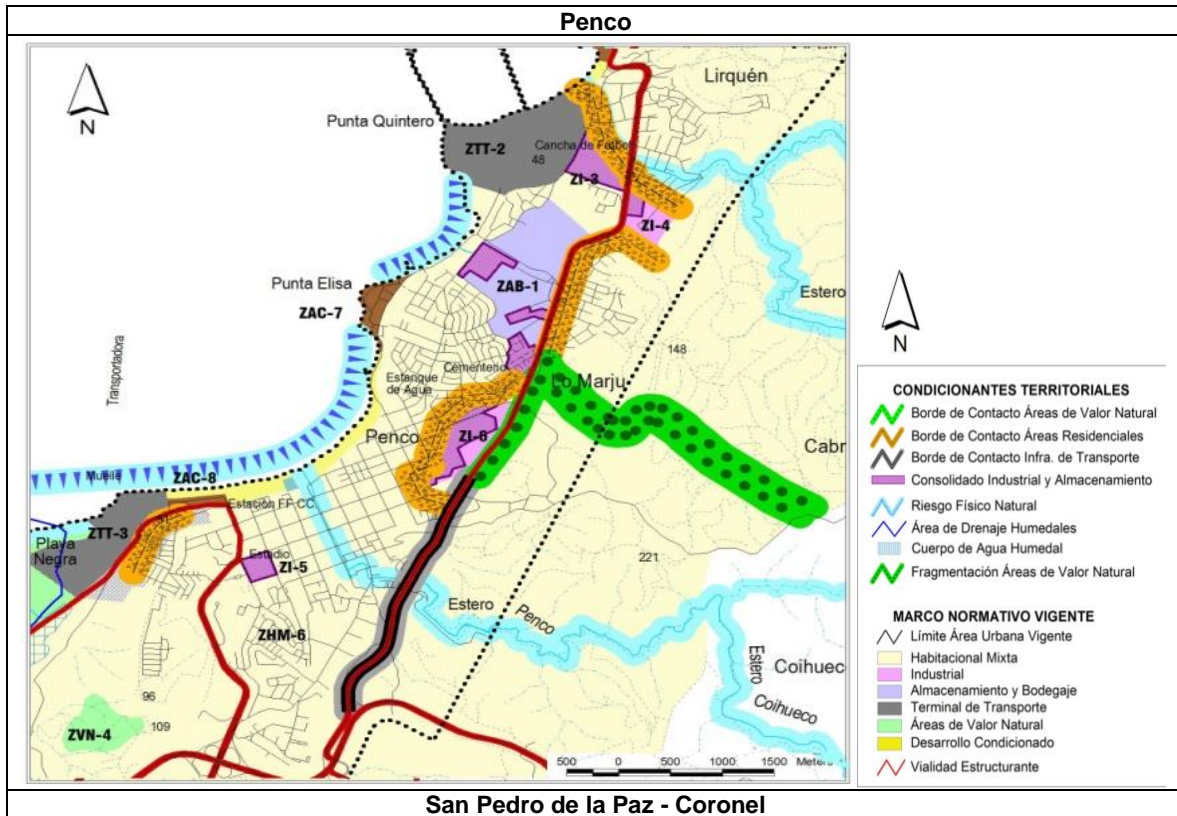 Penco
N
Lirquén
Punta Quintero
ZTT-2
Cancha de Futbol
48
ZI-3
ZI-4
Punta Elisa
ZAB-1
ZAC-7
Estero
148
Transportadora
Estanque
de Agua
Cementerio
Lo Marju
Penco
ZI-6
Cabr
Muelle
ZAC-8
Estación FF.CC.
ZTT-3
Playa
Negra
Estadio
ZI-5
221
Estero
Penco
ZHM-6
Estero
Coihuec
Coihueco
96
109
ZVN-4
500 0 500 1000 1500 Meters
N
CONDICIONANTES TERRITORIALES
Borde de Contacto Áreas de Valor Natural
Borde de Contacto Áreas Residenciales
Borde de Contacto Infra. de Transporte
Consolidado Industrial y Almacenamiento
Riesgo Físico Natural
Área de Drenaje Humedales
Cuerpo de Agua Humedal
Fragmentación Áreas de Valor Natural
MARCO NORMATIVO VIGENTE
Límite Área Urbana Vigente
Habitacional Mixta
Industrial
Almacenamiento y Bodegaje
Terminal de Transporte
Áreas de Valor Natural
Desarrollo Condicionado
Vialidad Estructurante
San Pedro de la Paz - Coronel